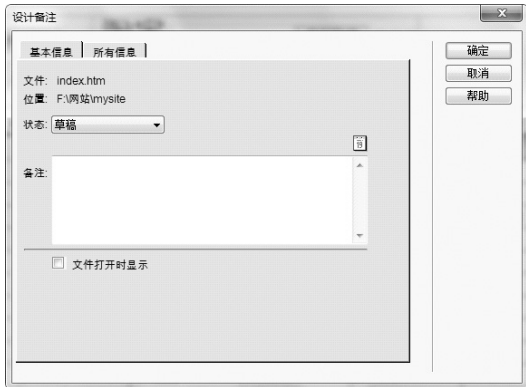 设计备注
基本信息 所有信息
文件: index.htm
位置: F:\网站\mysite
状态: 草稿
备注:
文件打开时显示
确定
取消
帮助